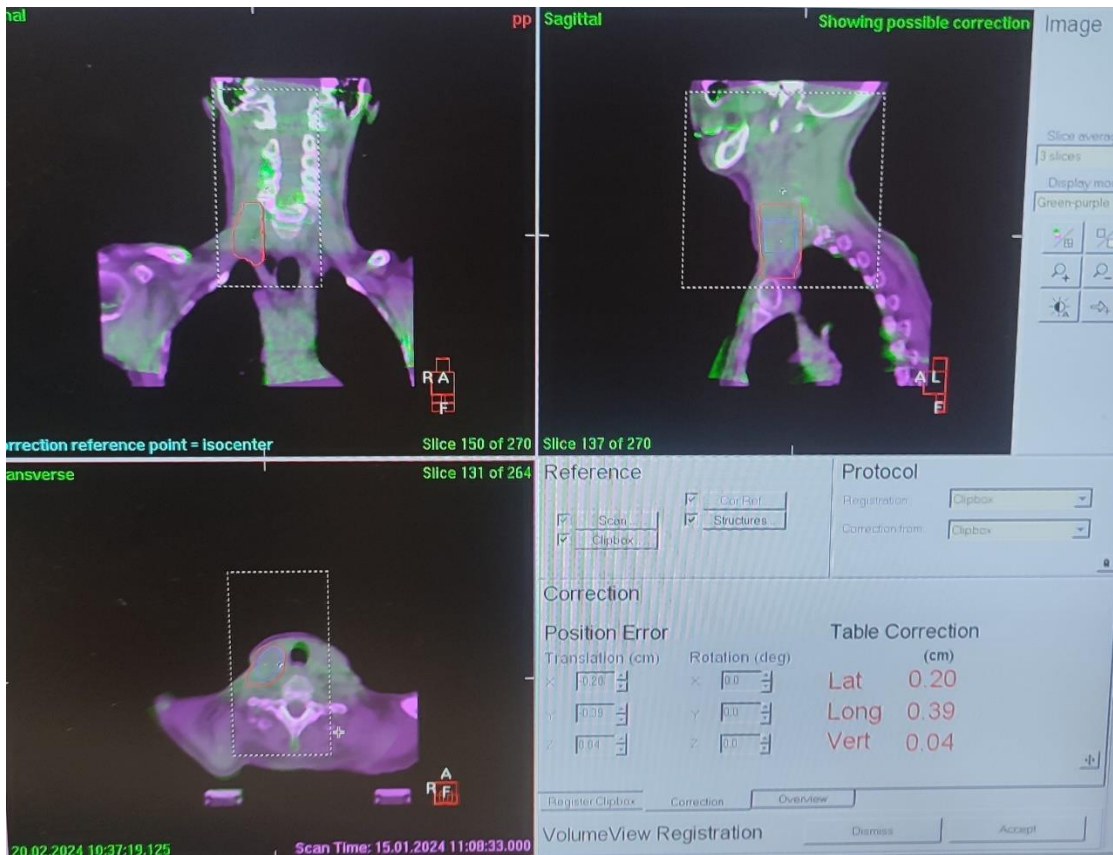 nal
pp
R A
F
rrection reference point = isocenter
Slice 150 of 270
Sagittal
Showing possible correction
A L
F
Slice 137 of 270
Image
Slice avera
3 slices
Display mo
Green-purple
ansverse
Slice 131 of 264
A
R F
20.02.2024 10:37:19.125
Scan Time: 15.01.2024 11:08:33.000
Reference
Scan...
Clipbox...
Cor.Ref...
Structures...
Protocol
Registration:
Clipbox
Correction from:
Clipbox
Correction
Position Error
Translation (cm)
Rotation (deg)
X -0.20
X 0.0
Y -0.39
Y 0.0
Z 0.04
Z 0.0
Table Correction
(cm)
Lat 0.20
Long 0.39
Vert 0.04
Register Clipbox
Correction
Overview
VolumeView Registration
Dismiss
Accept